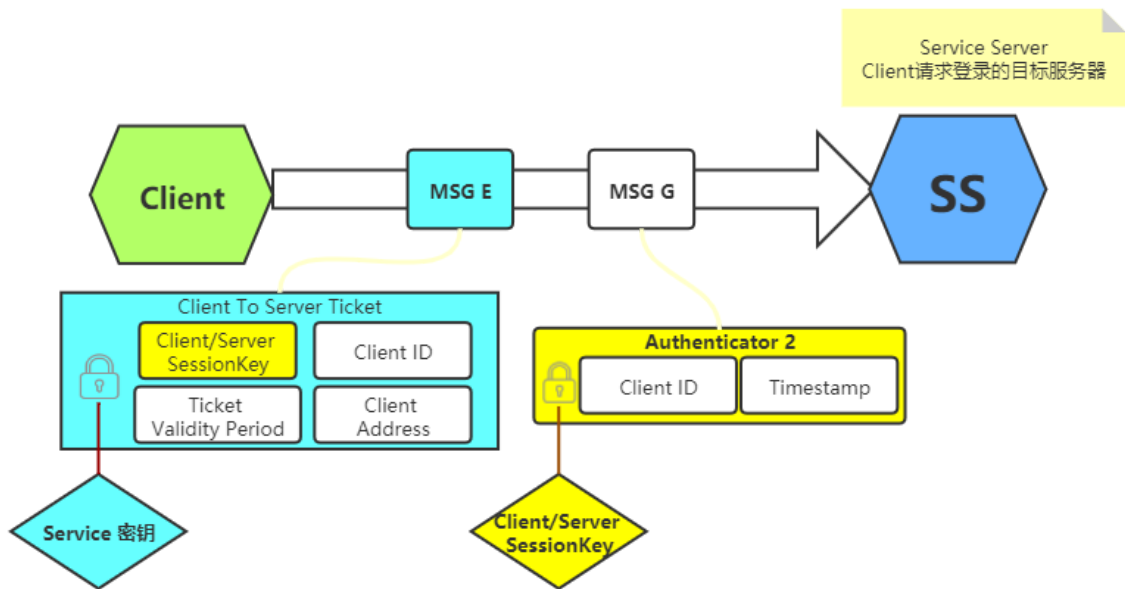 Service Server
Client请求登录的目标服务器
Client
MSG E
MSG G
SS
Client To Server Ticket
Client/Server
SessionKey
Client ID
Ticket
Validity Period
Client
Address
Authenticator 2
Client ID
Timestamp
Service 密钥
Client/Server
SessionKey